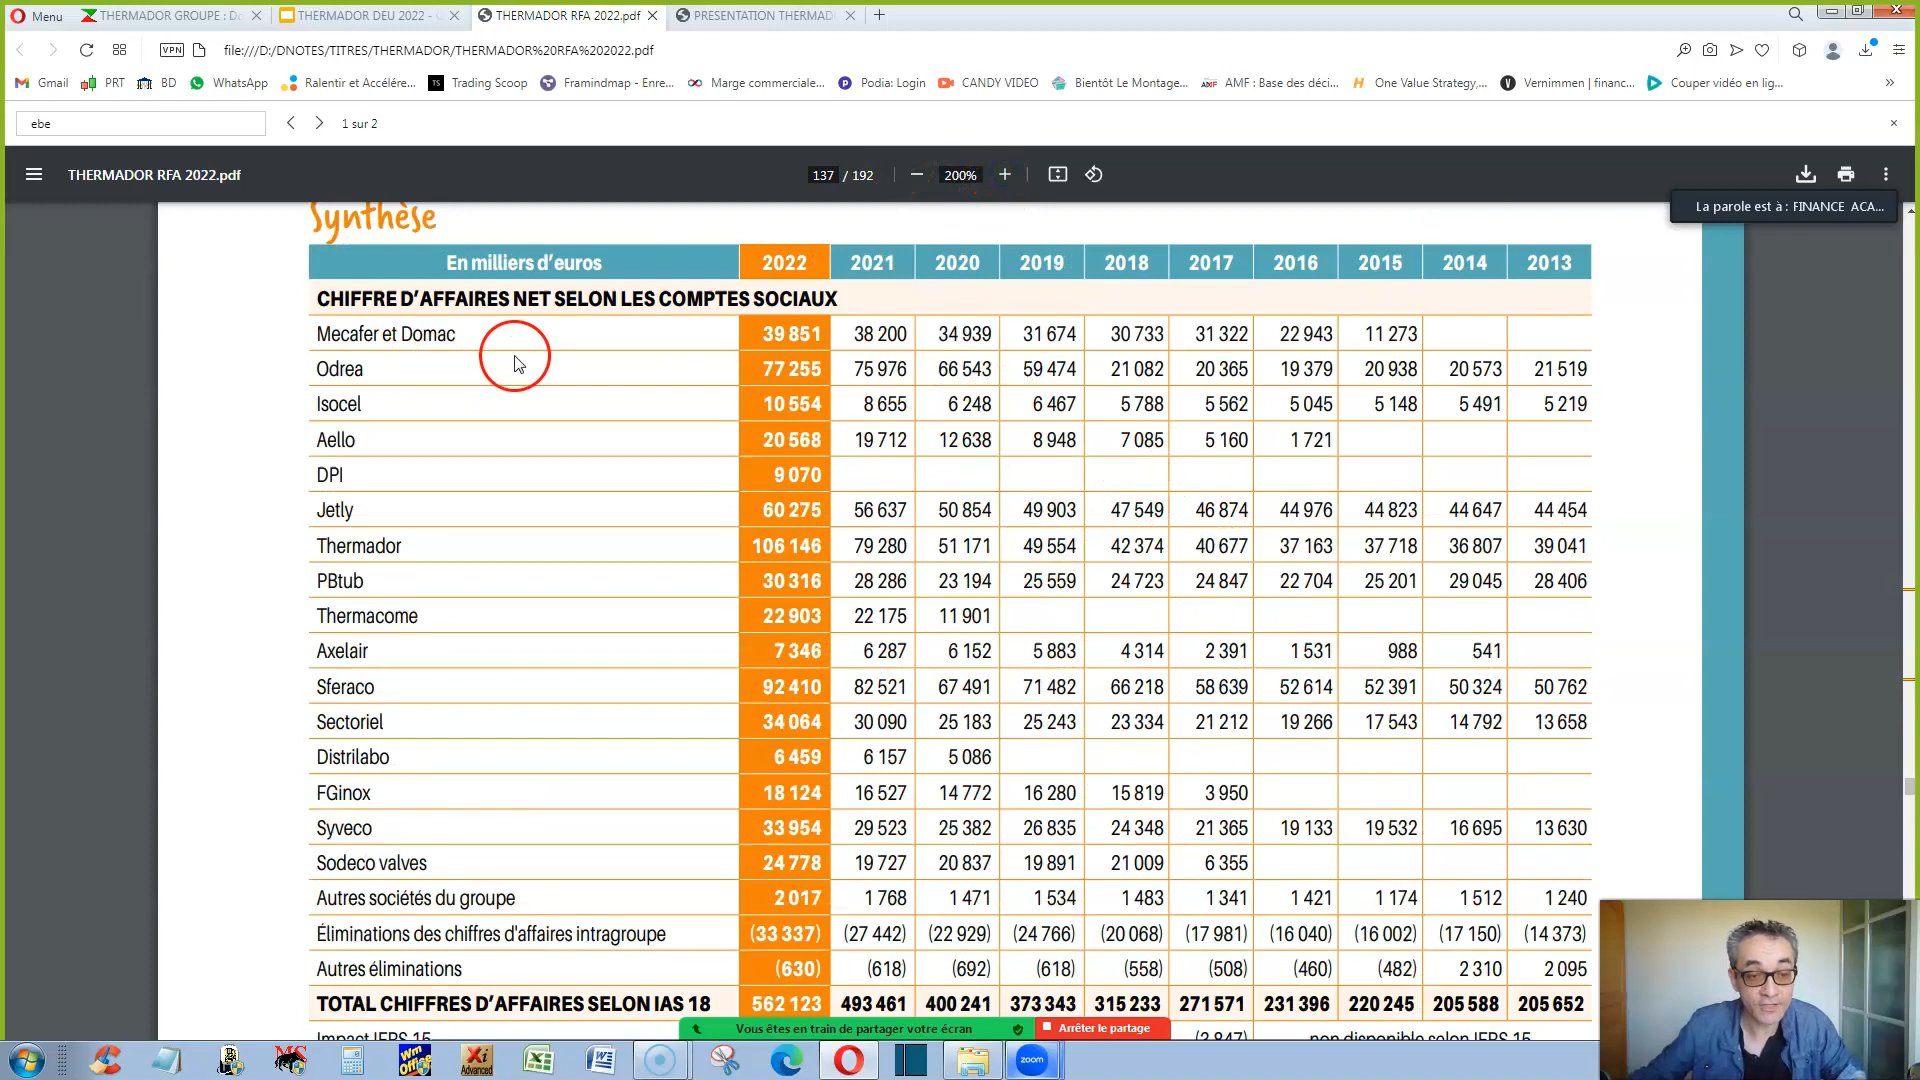 Menu
THERMADOR GROUPE : D
THERMADOR DEU 2022 -
THERMADOR RFA 2022.pdf
PRESENTATION THERMAD
VPN
file:///D:/DNOTES/TITRES/THERMADOR/THERMADOR%20RFA%202022.pdf
Gmail
PRT
BD
WhatsApp
Ralentir et Accélére...
Trading Scoop
Framindmap - Enre...
Marge commerciale...
Podia: Login
CANDY VIDEO
Bientôt Le Montage...
AMF : Base des déci...
One Value Strategy,...
Vernimmen | financ...
Couper vidéo en lig...
ebe
1 sur 2
THERMADOR RFA 2022.pdf
137 / 192
200%
La parole est à : FINANCE ACA...
Synthèse
En milliers d'euros 2022 2021 2020 2019 2018 2017 2016 2015 2014 2013
CHIFFRE D'AFFAIRES NET SELON LES COMPTES SOCIAUX
Mecafer et Domac 39 851 38 200 34 939 31 674 30 733 31 322 22 943 11 273
Odrea 77 255 75 976 66 543 59 474 21 082 20 365 19 379 20 938 20 573 21 519
Isocel 10 554 8 655 6 248 6 467 5 788 5 562 5 045 5 148 5 491 5 219
Aello 20 568 19 712 12 638 8 948 7 085 5 160 1 721
DPI 9 070
Jetly 60 275 56 637 50 854 49 903 47 549 46 874 44 976 44 823 44 647 44 454
Thermador 106 146 79 280 51 171 49 554 42 374 40 677 37 163 37 718 36 807 39 041
PBtub 30 316 28 286 23 194 25 559 24 723 24 847 22 704 25 201 29 045 28 406
Thermacome 22 903 22 175 11 901
Axelair 7 346 6 287 6 152 5 883 4 314 2 391 1 531 988 541
Sferaco 92 410 82 521 67 491 71 482 66 218 58 639 52 614 52 391 50 324 50 762
Sectoriel 34 064 30 090 25 183 25 243 23 334 21 212 19 266 17 543 14 792 13 658
Distrilabo 6 459 6 157 5 086
FGinox 18 124 16 527 14 772 16 280 15 819 3 950
Syveco 33 954 29 523 25 382 26 835 24 348 21 365 19 133 19 532 16 695 13 630
Sodeco valves 24 778 19 727 20 837 19 891 21 009 6 355
Autres sociétés du groupe 2 017 1 768 1 471 1 534 1 483 1 341 1 421 1 174 1 512 1 240
Éliminations des chiffres d'affaires intragroupe (33 337) (27 442) (22 929) (24 766) (20 068) (17 981) (16 040) (16 002) (17 150) (14 373)
Autres éliminations (630) (618) (692) (618) (558) (508) (460) (482) 2 310 2 095
TOTAL CHIFFRES D'AFFAIRES SELON IAS 18 562 123 493 461 400 241 373 343 315 233 271 571 231 396 220 245 205 588 205 652
Impact IFRS 15 (2 847) non disponible selon IFRS 15
Vous êtes en train de partager votre écran
Arrêter le partage
Wm
Office
Xi
Advanced
zoom